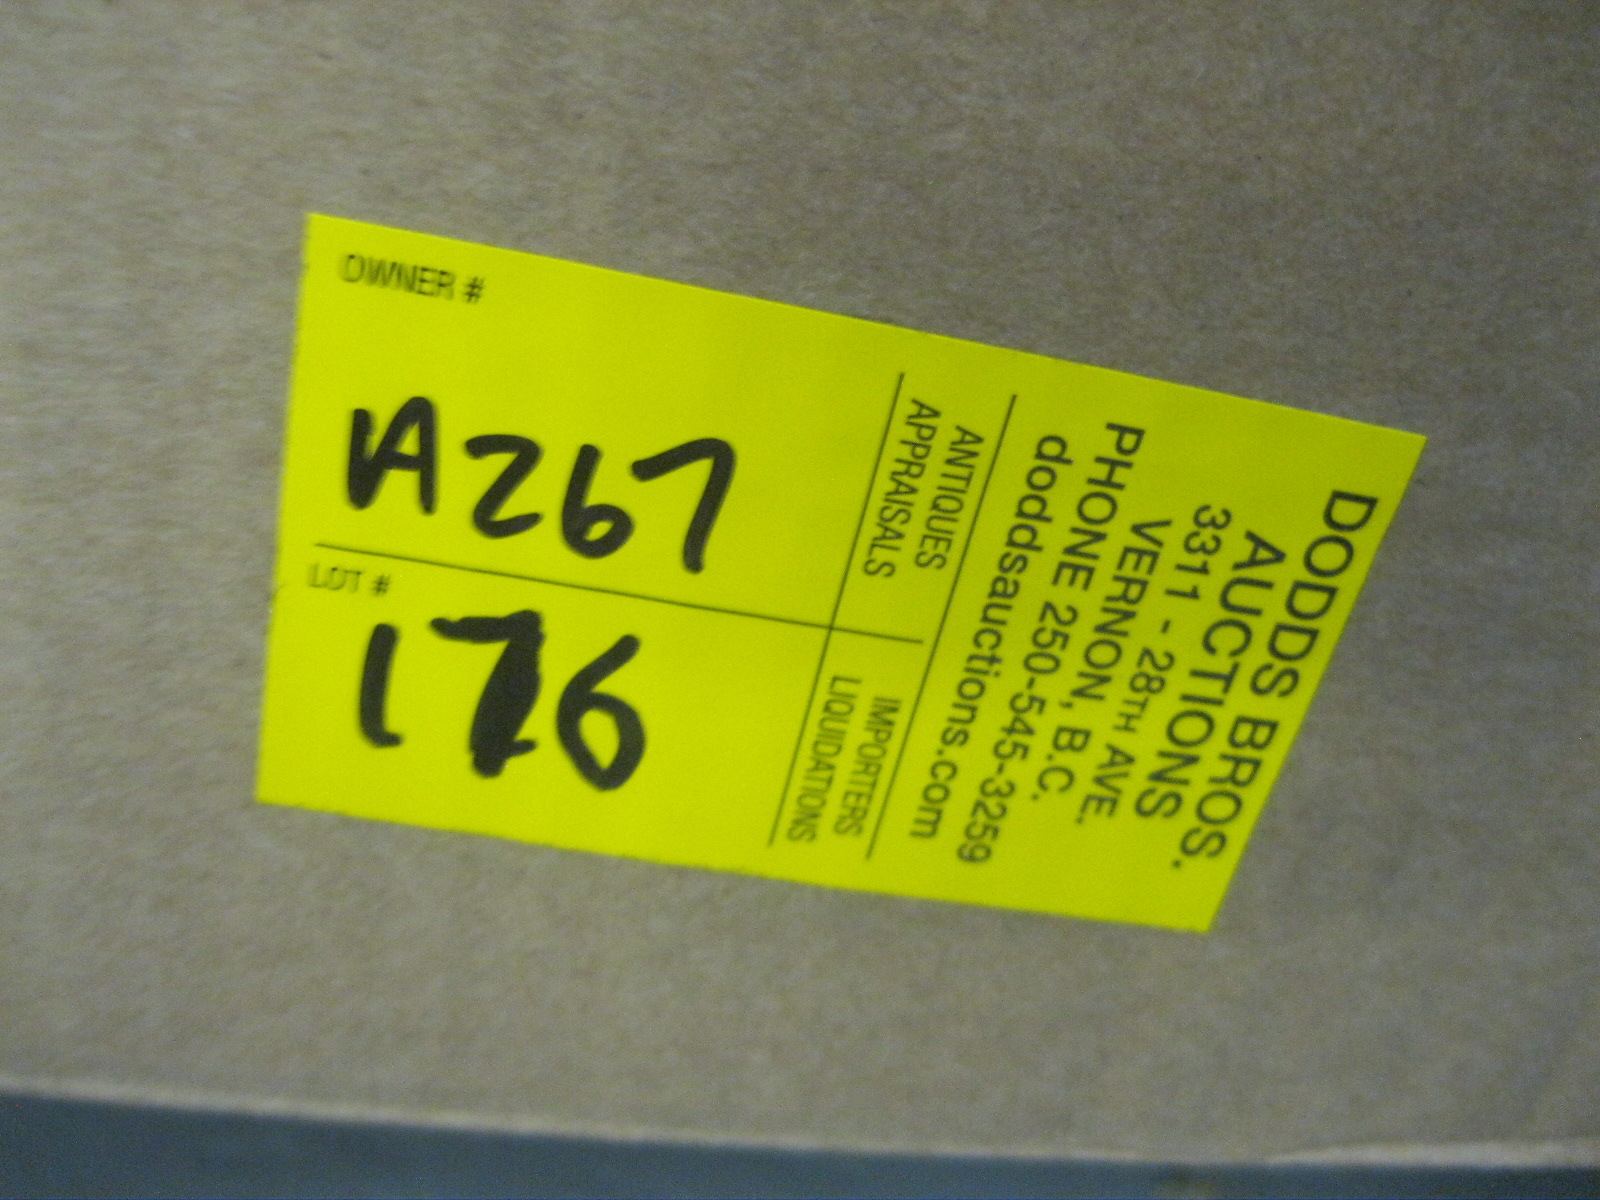 OWNER #
A267
LOT #
176
DODDS BROS.
AUCTIONS
3311 - 28TH AVE.
VERNON, B.C.
PHONE 250-545-3259
doddsauctions.com
ANTIQUES
APPRAISALS
IMPORTERS
LIQUIDATIONS